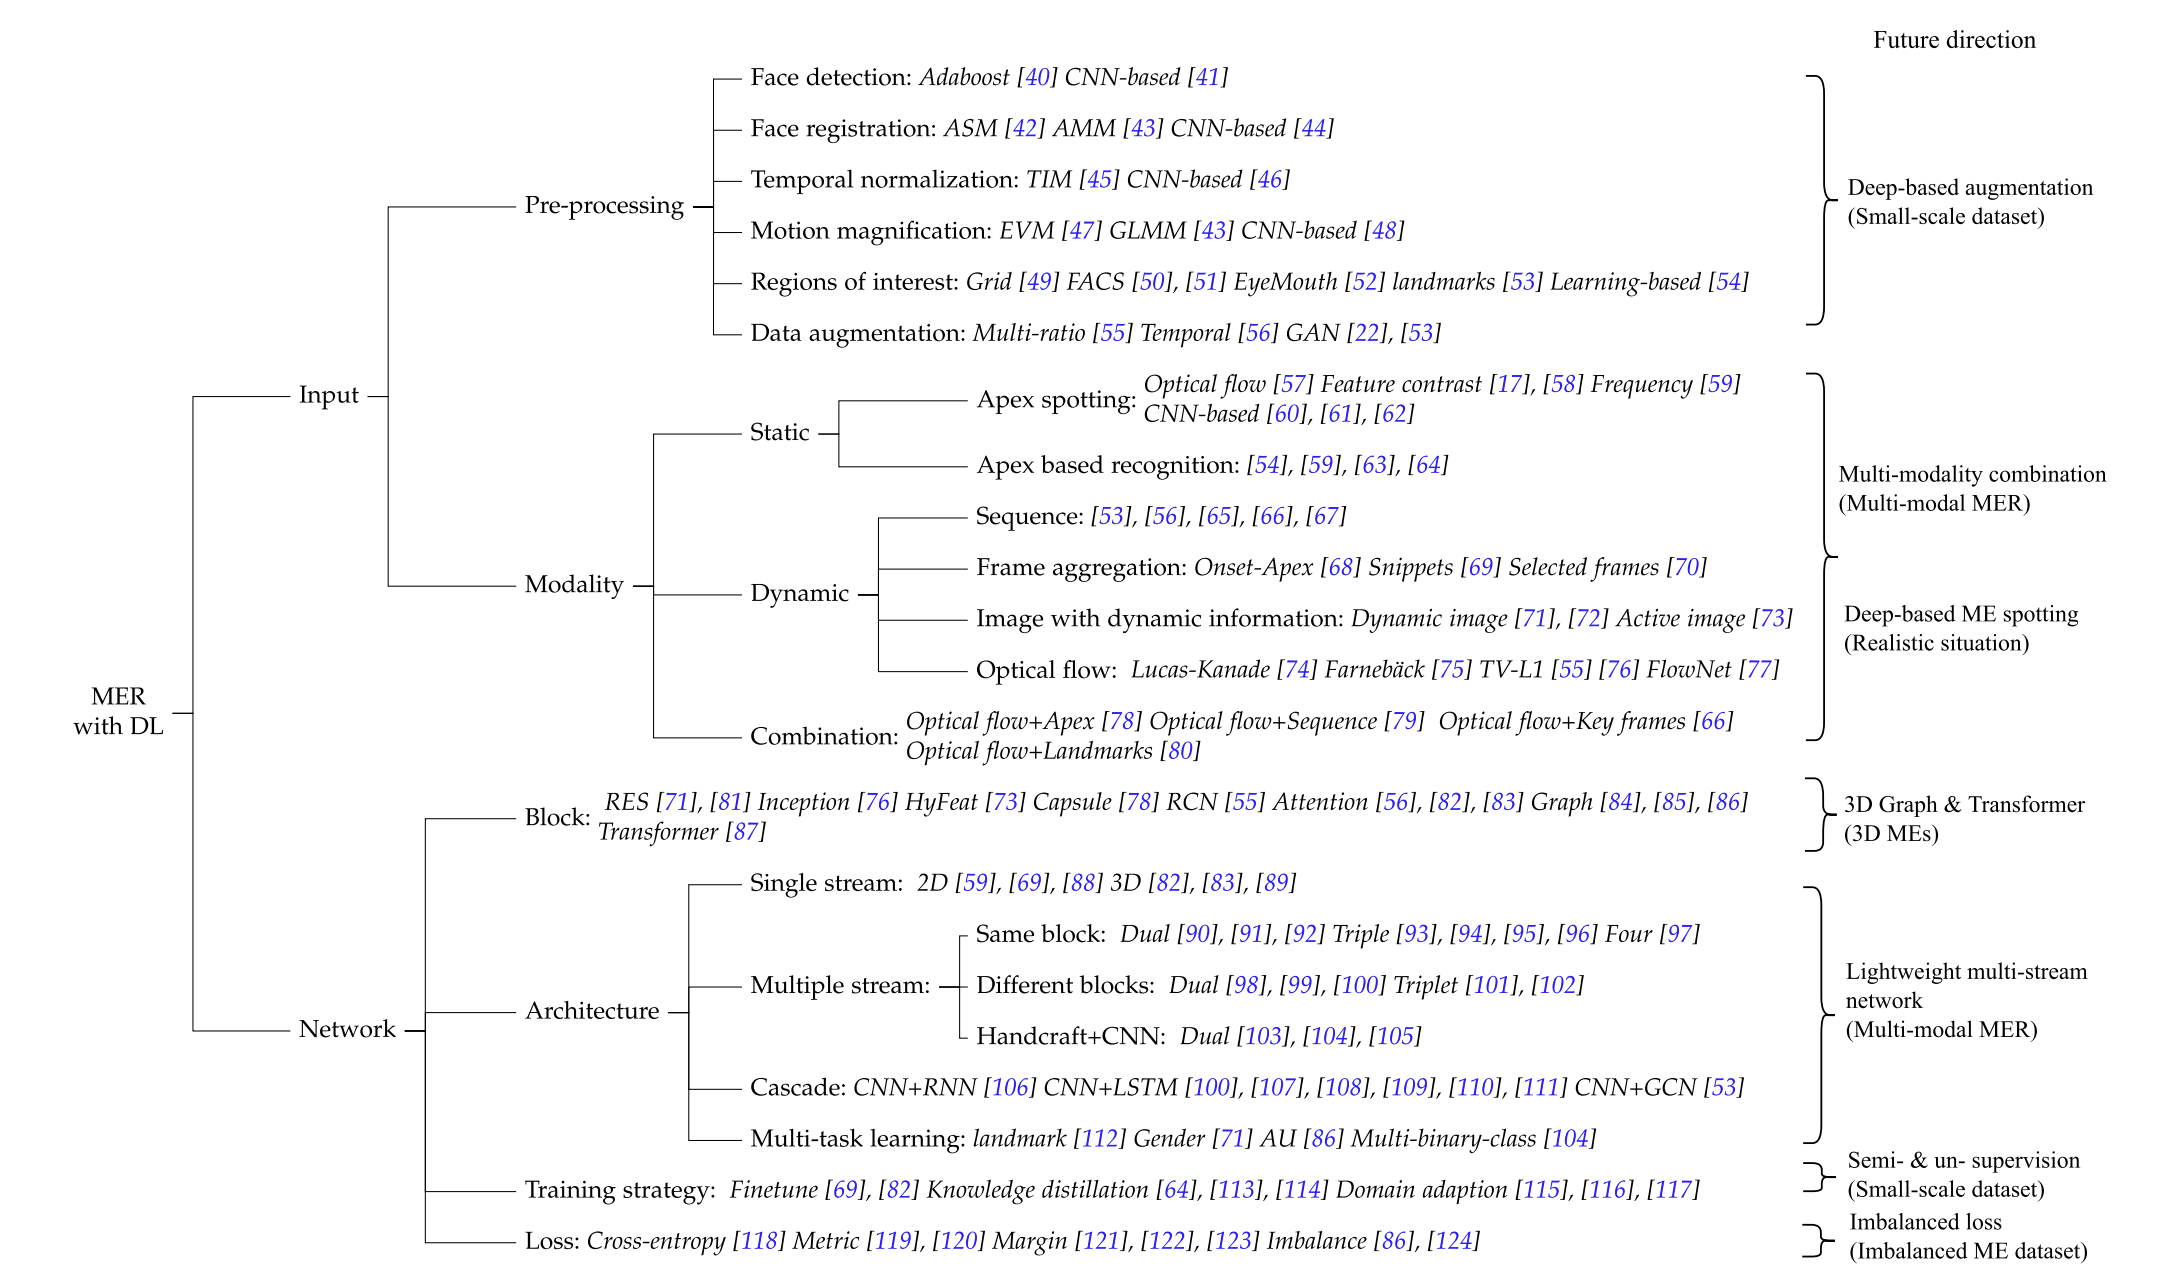 Future direction
Face detection: Adaboost [40] CNN-based [41]
Face registration: ASM [42] AMM [43] CNN-based [44]
Temporal normalization: TIM [45] CNN-based [46]
Pre-processing
Motion magnification: EVM [47] GLMM [43] CNN-based [48]
Regions of interest: Grid [49] FACS [50], [51] EyeMouth [52] landmarks [53] Learning-based [54]
Data augmentation: Multi-ratio [55] Temporal [56] GAN [22], [53]
Deep-based augmentation
(Small-scale dataset)
Input
Modality
Static
Apex spotting: Optical flow [57] Feature contrast [17], [58] Frequency [59]
CNN-based [60], [61], [62]
Apex based recognition: [54], [59], [63], [64]
Dynamic
Sequence: [53], [56], [65], [66], [67]
Frame aggregation: Onset-Apex [68] Snippets [69] Selected frames [70]
Image with dynamic information: Dynamic image [71], [72] Active image [73]
Optical flow: Lucas-Kanade [74] Farnebäck [75] TV-L1 [55] [76] FlowNet [77]
Combination: Optical flow+Apex [78] Optical flow+Sequence [79] Optical flow+Key frames [66]
Optical flow+Landmarks [80]
Multi-modality combination
(Multi-modal MER)
Deep-based ME spotting
(Realistic situation)
MER
with DL
Network
Block: RES [71], [81] Inception [76] HyFeat [73] Capsule [78] RCN [55] Attention [56], [82], [83] Graph [84], [85], [86]
Transformer [87]
3D Graph & Transformer
(3D MEs)
Architecture
Single stream: 2D [59], [69], [88] 3D [82], [83], [89]
Multiple stream:
Same block: Dual [90], [91], [92] Triple [93], [94], [95], [96] Four [97]
Different blocks: Dual [98], [99], [100] Triplet [101], [102]
Handcraft+CNN: Dual [103], [104], [105]
Cascade: CNN+RNN [106] CNN+LSTM [100], [107], [108], [109], [110], [111] CNN+GCN [53]
Multi-task learning: landmark [112] Gender [71] AU [86] Multi-binary-class [104]
Lightweight multi-stream
network
(Multi-modal MER)
Training strategy: Finetune [69], [82] Knowledge distillation [64], [113], [114] Domain adaption [115], [116], [117]
Semi- & un- supervision
(Small-scale dataset)
Loss: Cross-entropy [118] Metric [119], [120] Margin [121], [122], [123] Imbalance [86], [124]
Imbalanced loss
(Imbalanced ME dataset)